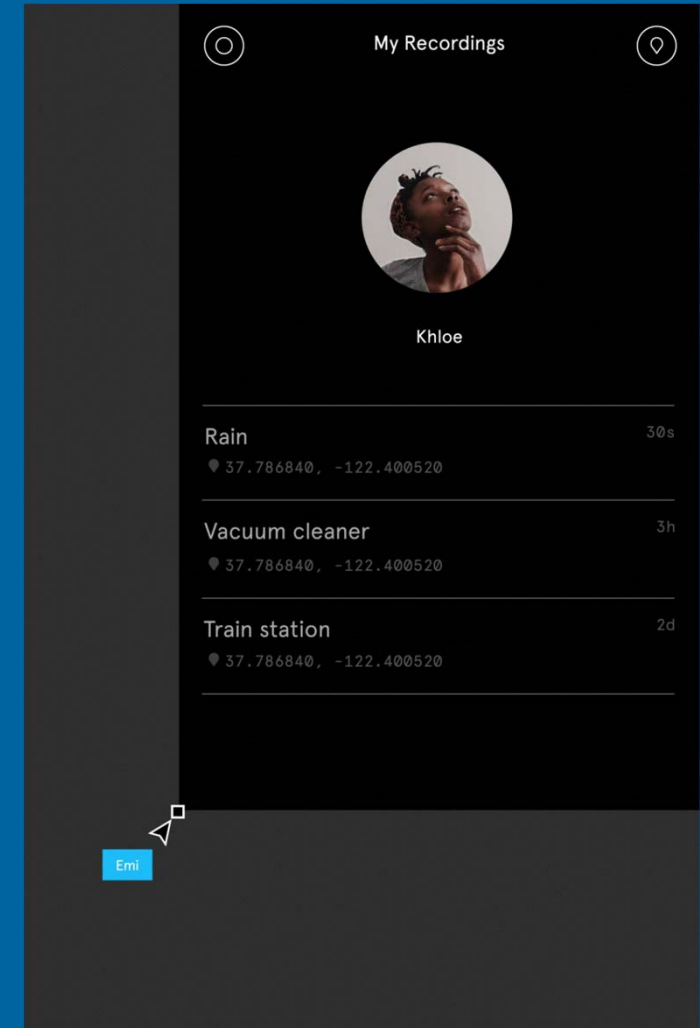 My Recordings
Khloe
Rain
30s
37.786840, -122.400520
Vacuum cleaner
3h
37.786840, -122.400520
Train station
2d
37.786840, -122.400520
Emi